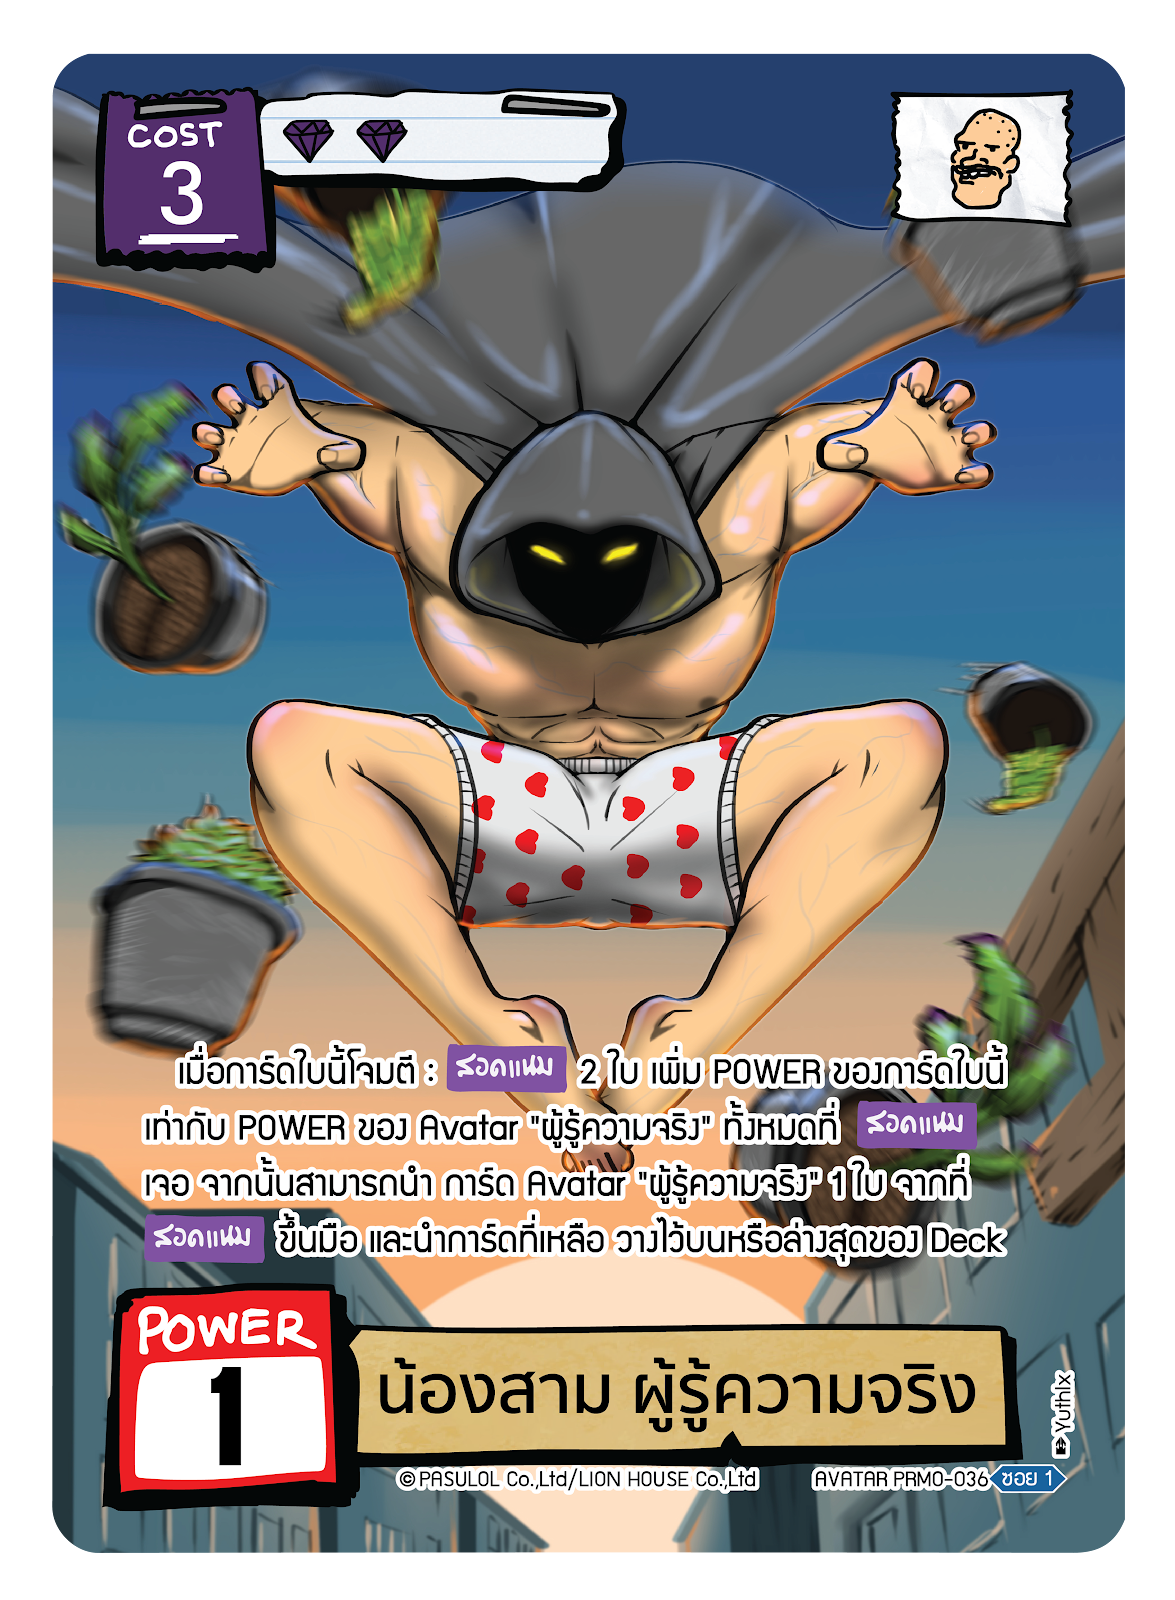 COST
3
เมื่อการ์ดใบนี้โจมตี : สอดแนม 2 ใบ เพิ่ม POWER ของการ์ดใบนี้
เท่ากับ POWER ของ Avatar "ผู้รู้ความจริง" ทั้งหมดที่ สอดแนม
เจอ จากนั้นสามารถนำ การ์ด Avatar "ผู้รู้ความจริง" 1 ใบ จากที่
สอดแนม ขึ้นมือ และนำการ์ดที่เหลือ วางไว้บนหรือล่างสุดของ Deck
POWER
1
น้องสาม ผู้รู้ความจริง
Yuthlx
© PASULOL Co.,Ltd/LION HOUSE Co.,Ltd
AVATAR PRMO-036 ซอย 1